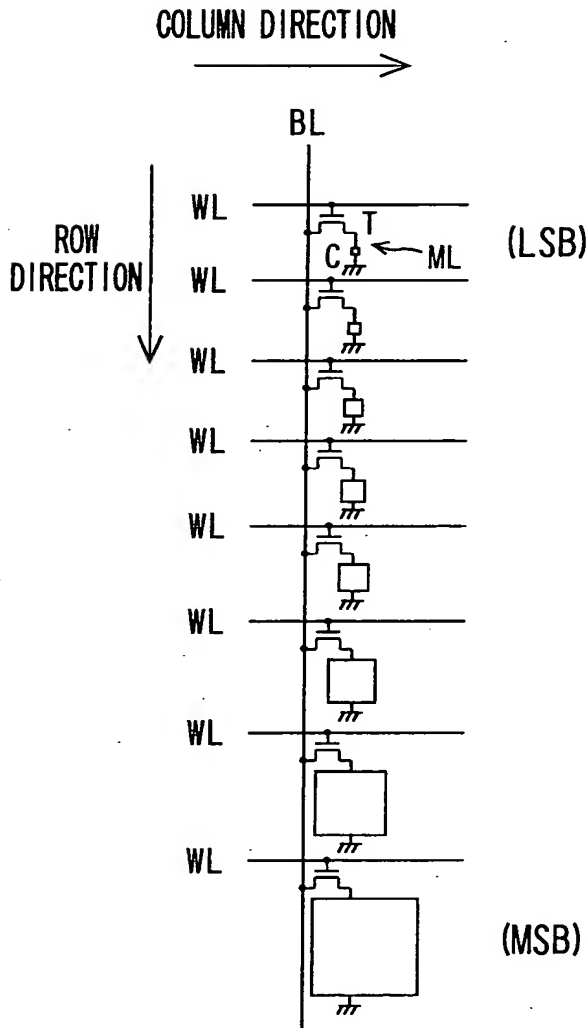 COLUMN DIRECTION
BL
WL
T
(LSB)
ROW
DIRECTION
C
ML
WL
WL
WL
WL
WL
WL
WL
(MSB)